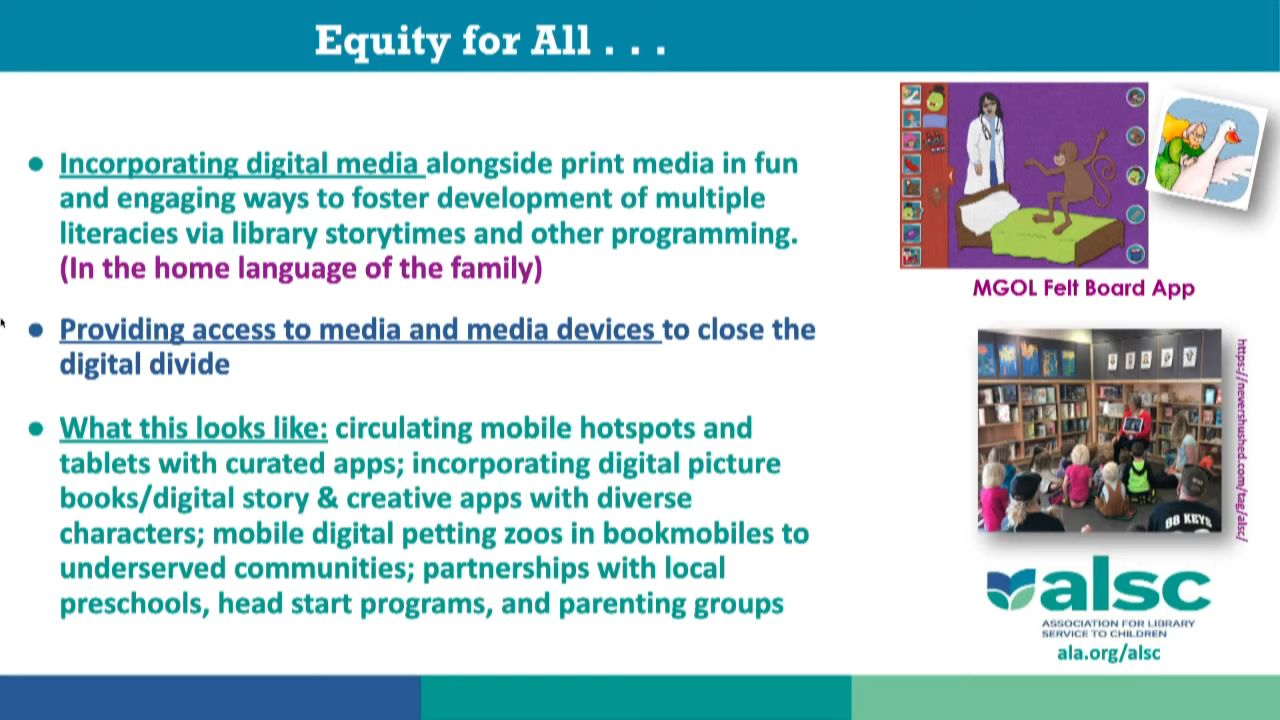 Equity for All . . .
Incorporating digital media alongside print media in fun
and engaging ways to foster development of multiple
literacies via library storytimes and other programming.
(In the home language of the family)
Providing access to media and media devices to close the
digital divide
What this looks like: circulating mobile hotspots and
tablets with curated apps; incorporating digital picture
books/digital story & creative apps with diverse
characters; mobile digital petting zoos in bookmobiles to
underserved communities; partnerships with local
preschools, head start programs, and parenting groups
MGOL Felt Board App
https://nevershushed.com/tag/alsc/
88 KEYS
alsc
ASSOCIATION FOR LIBRARY
SERVICE TO CHILDREN
ala.org/alsc